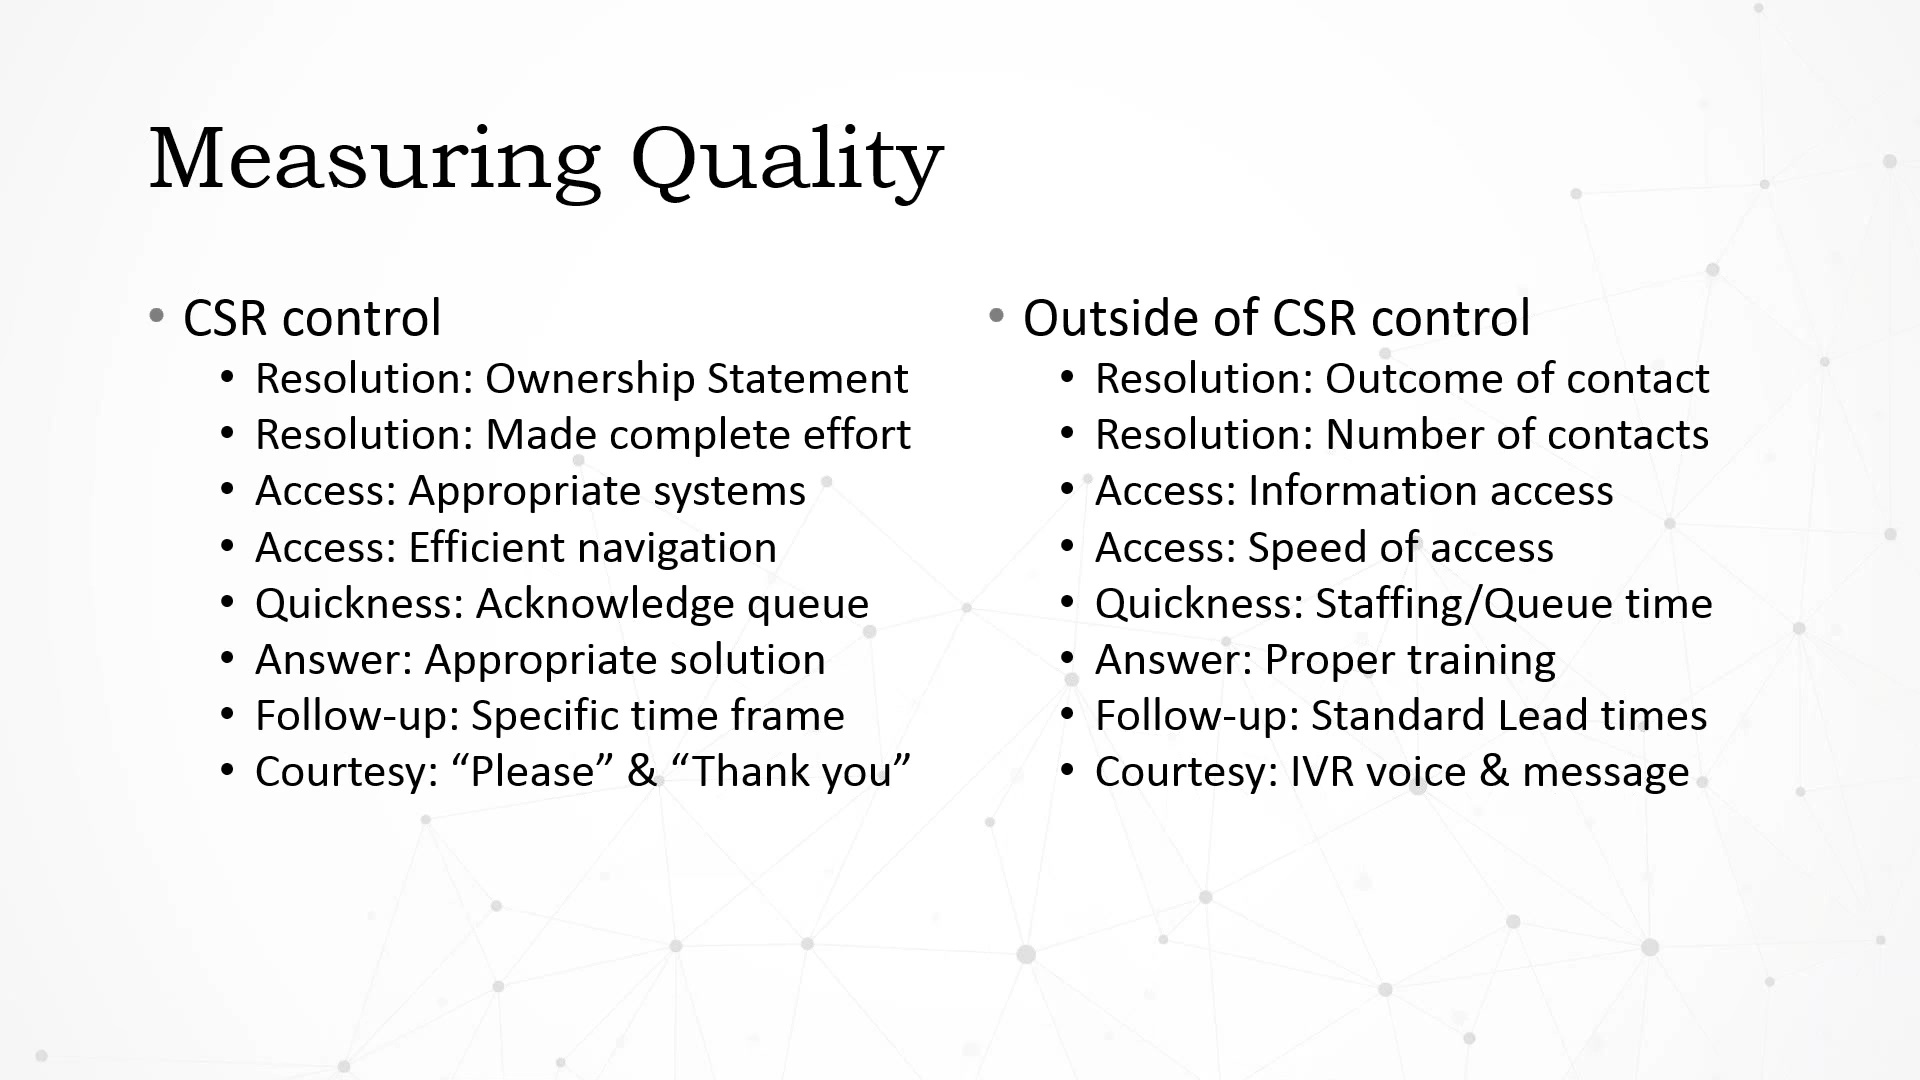 Measuring Quality
• CSR control
• Resolution: Ownership Statement
• Resolution: Made complete effort
• Access: Appropriate systems
• Access: Efficient navigation
• Quickness: Acknowledge queue
• Answer: Appropriate solution
• Follow-up: Specific time frame
• Courtesy: “Please” & “Thank you”
• Outside of CSR control
• Resolution: Outcome of contact
• Resolution: Number of contacts
• Access: Information access
• Access: Speed of access
• Quickness: Staffing/Queue time
• Answer: Proper training
• Follow-up: Standard Lead times
• Courtesy: IVR voice & message